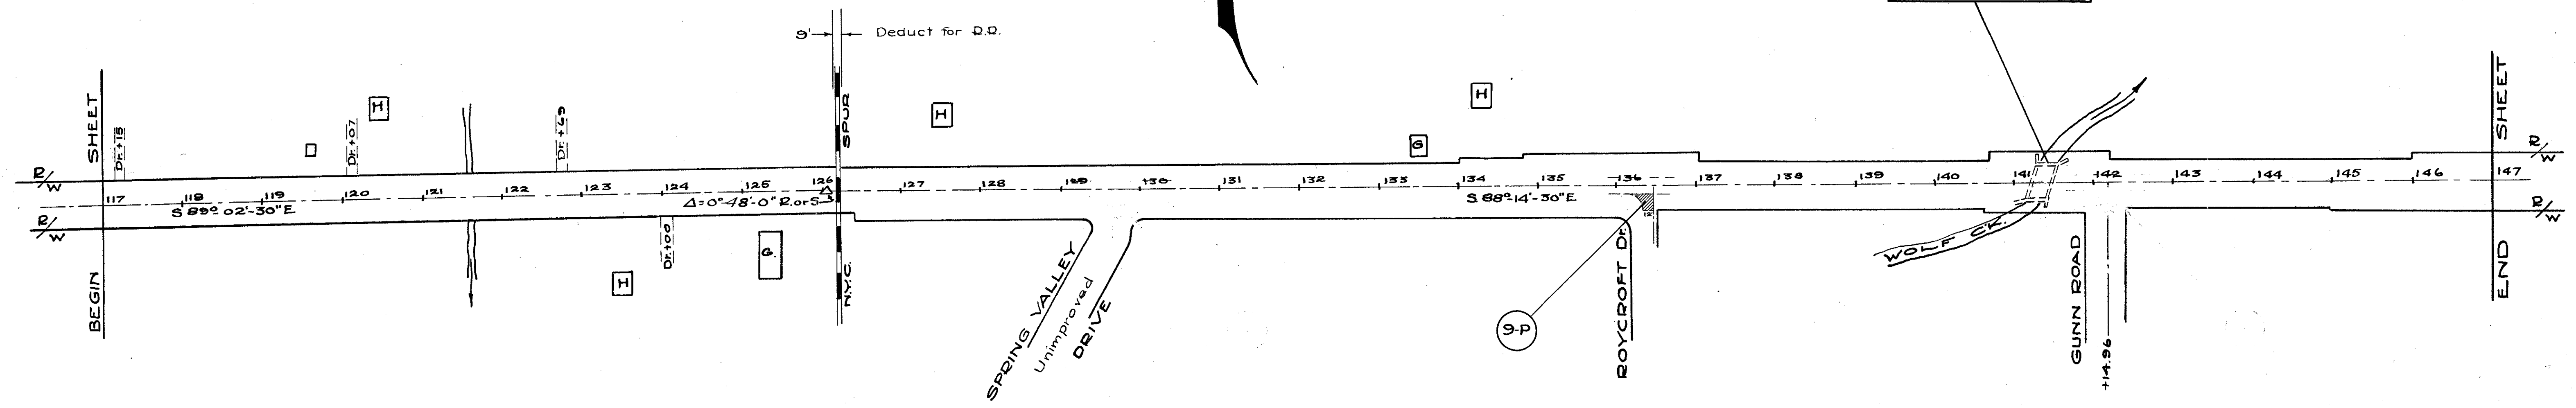 9' Deduct for R.R.
BEGIN SHEET
R/W
R/W
Dr. +18
Dr. +07
H
Dr. +69
SPUR
H
H
G
SHEET
R/W
117 118 119 120 121 122 123 124 125 126 127 128 129 130 131 132 133 134 135 136 137 138 139 140 141 142 143 144 145 146 147
S 89°-02'-30"E
Δ=0°-48'-0" R. or S
S. 88°-14'-30"E
12'
R/W
Dr. +00
G.
H
N.Y.C.
SPRING VALLEY DRIVE
Unimproved
9-P
ROYCROFT Dr.
WOLF CK.
GUNN ROAD
+14.96
END